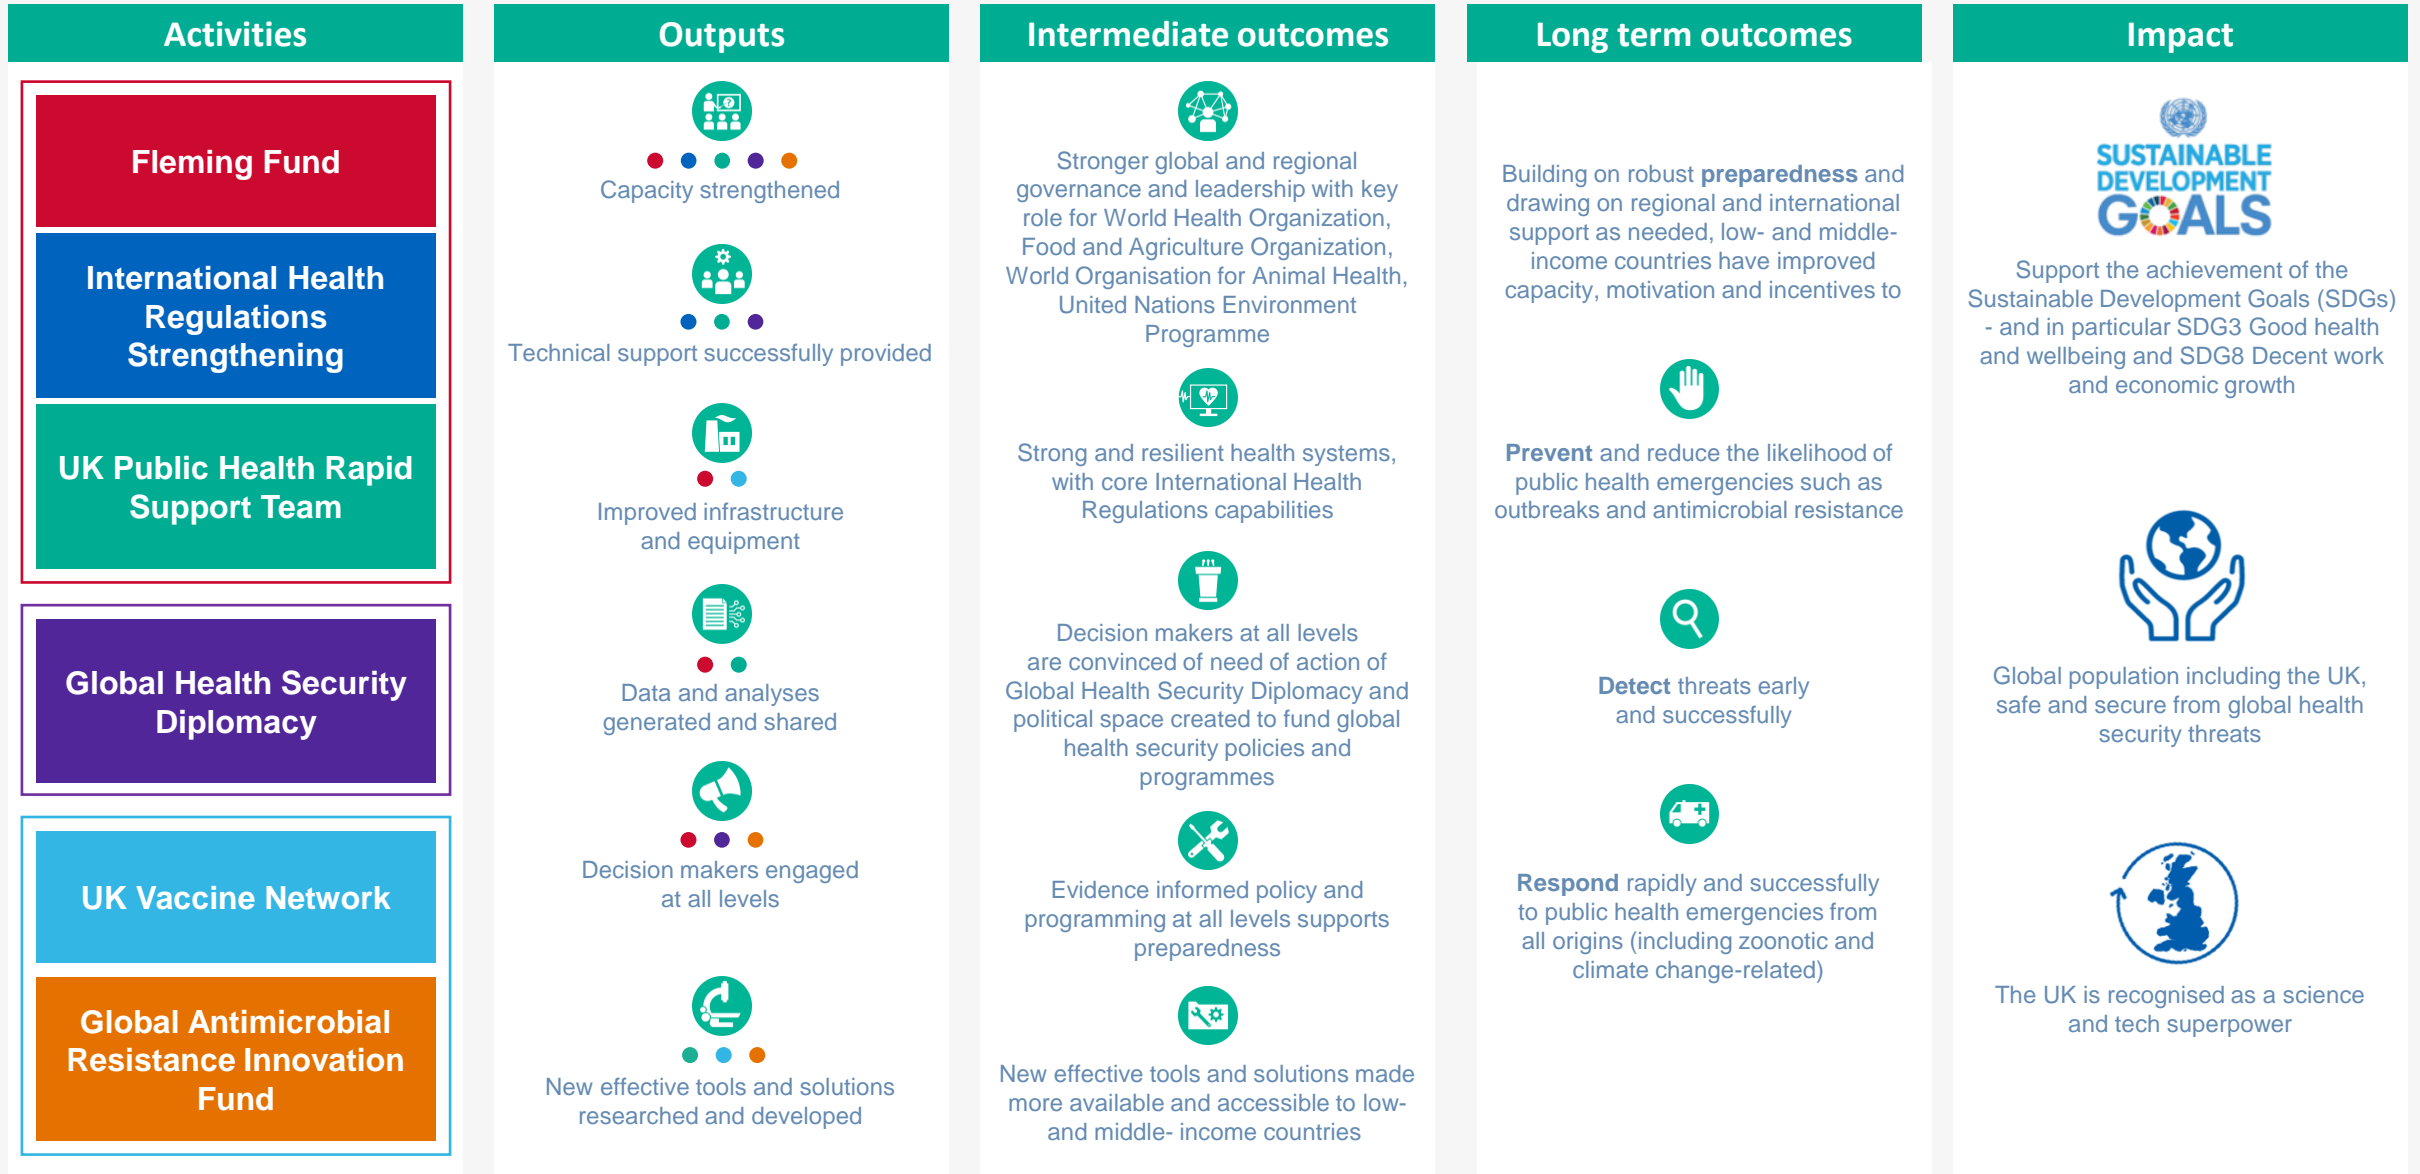 Activities
Fleming Fund
International Health
Regulations
Strengthening
UK Public Health Rapid
Support Team
Global Health Security
Diplomacy
UK Vaccine Network
Global Antimicrobial
Resistance Innovation
Fund
Outputs
Capacity strengthened
Technical support successfully provided
Improved infrastructure
and equipment
Data and analyses
generated and shared
Decision makers engaged
at all levels
New effective tools and solutions
researched and developed
Intermediate outcomes
Stronger global and regional
governance and leadership with key
role for World Health Organization,
Food and Agriculture Organization,
World Organisation for Animal Health,
United Nations Environment
Programme
Strong and resilient health systems,
with core International Health
Regulations capabilities
Decision makers at all levels
are convinced of need of action of
Global Health Security Diplomacy and
political space created to fund global
health security policies and
programmes
Evidence informed policy and
programming at all levels supports
preparedness
New effective tools and solutions made
more available and accessible to low-
and middle- income countries
Long term outcomes
Building on robust preparedness and
drawing on regional and international
support as needed, low- and middle-
income countries have improved
capacity, motivation and incentives to
Prevent and reduce the likelihood of
public health emergencies such as
outbreaks and antimicrobial resistance
Detect threats early
and successfully
Respond rapidly and successfully
to public health emergencies from
all origins (including zoonotic and
climate change-related)
Impact
SUSTAINABLE
DEVELOPMENT
GOALS
Support the achievement of the
Sustainable Development Goals (SDGs)
- and in particular SDG3 Good health
and wellbeing and SDG8 Decent work
and economic growth
Global population including the UK,
safe and secure from global health
security threats
The UK is recognised as a science
and tech superpower